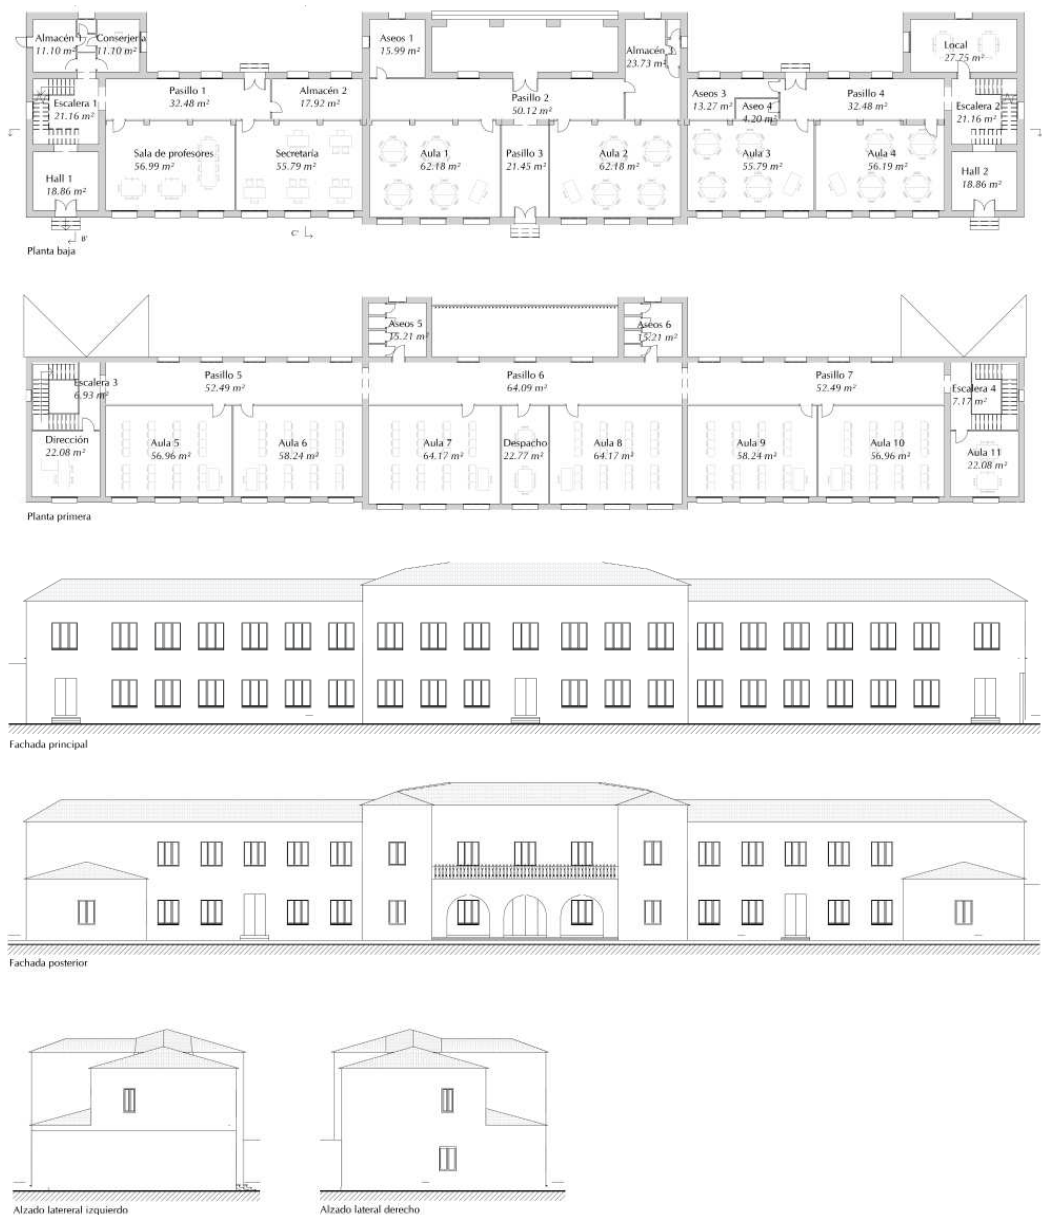 Almacén 1
11.10 m²
Conserjería
11.10 m²
Aseos 1
15.99 m²
Almacén
23.73 m²
Local
27.75 m²
Escalera 1
21.16 m²
Pasillo 1
32.48 m²
Almacén 2
17.92 m²
Pasillo 2
50.12 m²
Aseos 3
13.27 m²
Aseo 4
4.20 m²
Pasillo 4
32.48 m²
Escalera 2
21.16 m²
Hall 1
18.86 m²
Sala de profesores
56.99 m²
Secretaría
55.79 m²
Aula 1
62.18 m²
Pasillo 3
21.45 m²
Aula 2
62.18 m²
Aula 3
55.79 m²
Aula 4
56.19 m²
Hall 2
18.86 m²
B'
C'
Planta baja
Aseos 5
15.21 m²
Aseos 6
15.21 m²
Escalera 3
6.93 m²
Pasillo 5
52.49 m²
Pasillo 6
64.09 m²
Pasillo 7
52.49 m²
Escalera 4
7.17 m²
Dirección
22.08 m²
Aula 5
56.96 m²
Aula 6
58.24 m²
Aula 7
64.17 m²
Despacho
22.77 m²
Aula 8
64.17 m²
Aula 9
58.24 m²
Aula 10
56.96 m²
Aula 11
22.08 m²
Planta primera
Fachada principal
Fachada posterior
Alzado latereral izquierdo
Alzado lateral derecho